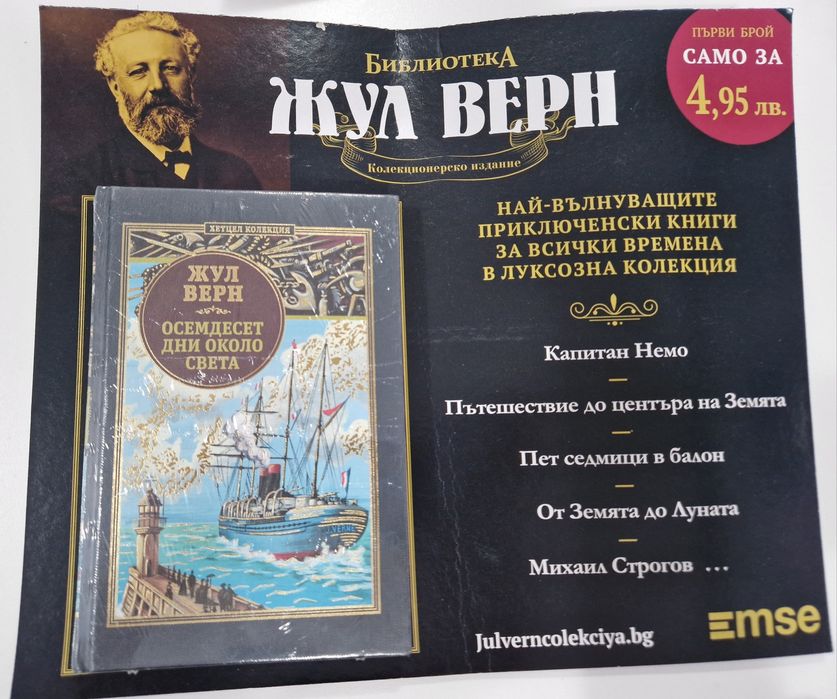 БИБЛИОТЕКА
ЖУЛ ВЕРН
Колекционерско издание
ПЪРВИ БРОЙ
САМО ЗА
4,95 лв.
ХЕТЦЕЛ КОЛЕКЦИЯ
ЖУЛ
ВЕРН
ОСЕМДЕСЕТ
ДНИ ОКОЛО
СВЕТА
J.VERNE
НАЙ-ВЪЛНУВАЩИТЕ
ПРИКЛЮЧЕНСКИ КНИГИ
ЗА ВСИЧКИ ВРЕМЕНА
В ЛУКСОЗНА КОЛЕКЦИЯ
Капитан Немо
Пътешествие до центъра на Земята
Пет седмици в балон
От Земята до Луната
Михаил Строгов ...
Julverncolekciya.bg
Emse